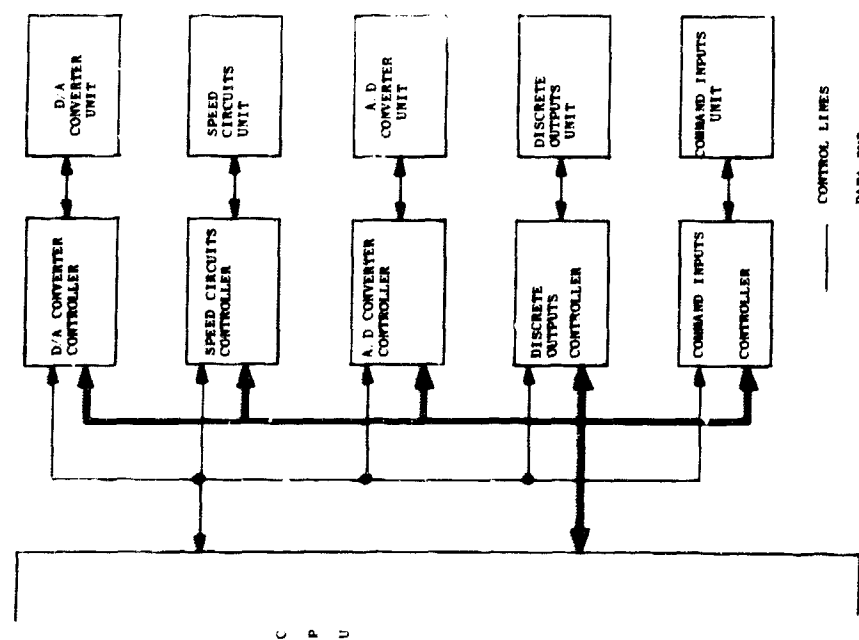 D/A
CONVERTER
UNIT
SPEED
CIRCUITS
UNIT
A.D
CONVERTER
UNIT
DISCRETE
OUTPUTS
UNIT
COMMAND INPUTS
UNIT
D/A CONVERTER
CONTROLLER
SPEED CIRCUITS
CONTROLLER
A.D CONVERTER
CONTROLLER
DISCRETE
OUTPUTS
CONTROLLER
COMMAND INPUTS
CONTROLLER
CONTROL LINES
C
P
U